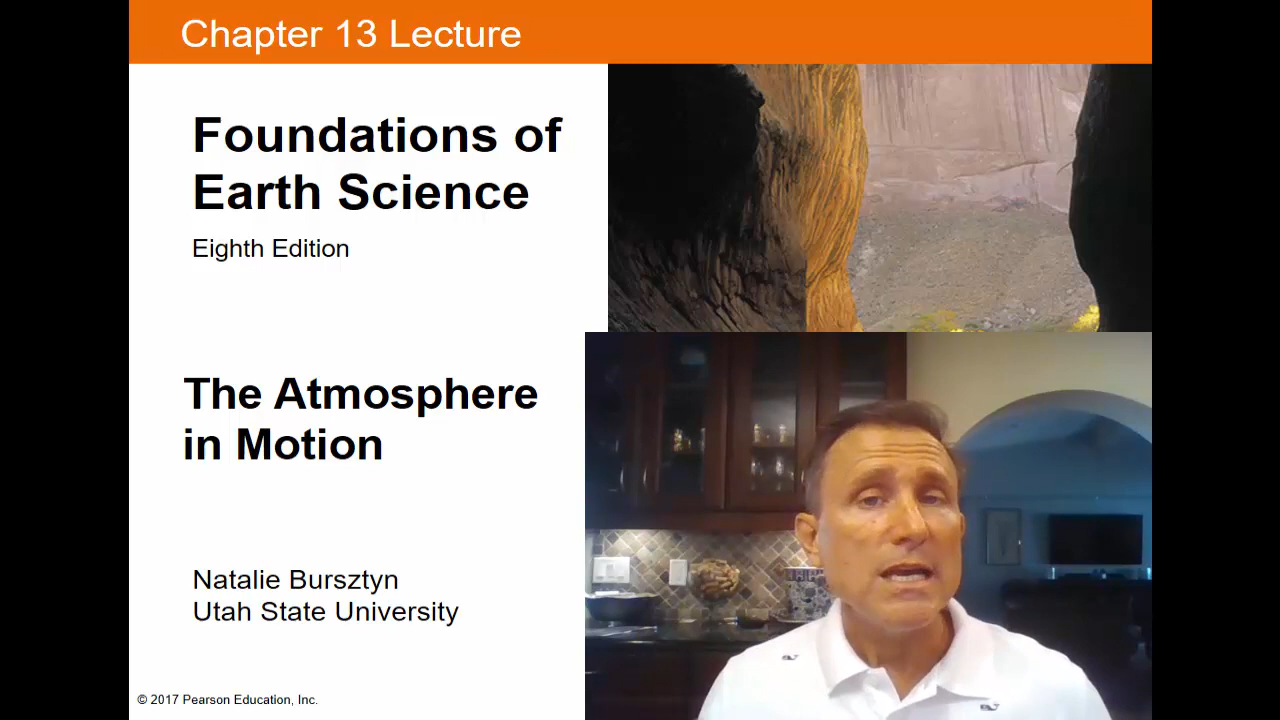 Chapter 13 Lecture
Foundations of
Earth Science
Eighth Edition
The Atmosphere
in Motion
Natalie Bursztyn
Utah State University
© 2017 Pearson Education, Inc.